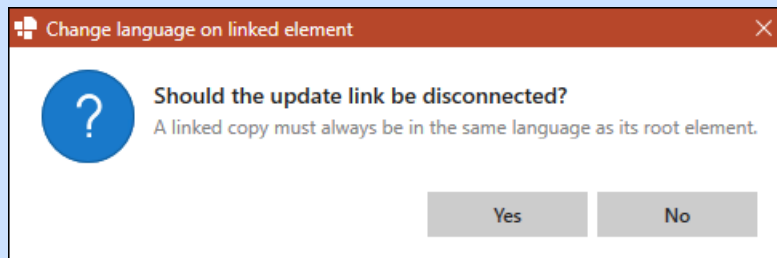 Change language on linked element
Should the update link be disconnected?
A linked copy must always be in the same language as its root element.
Yes
No